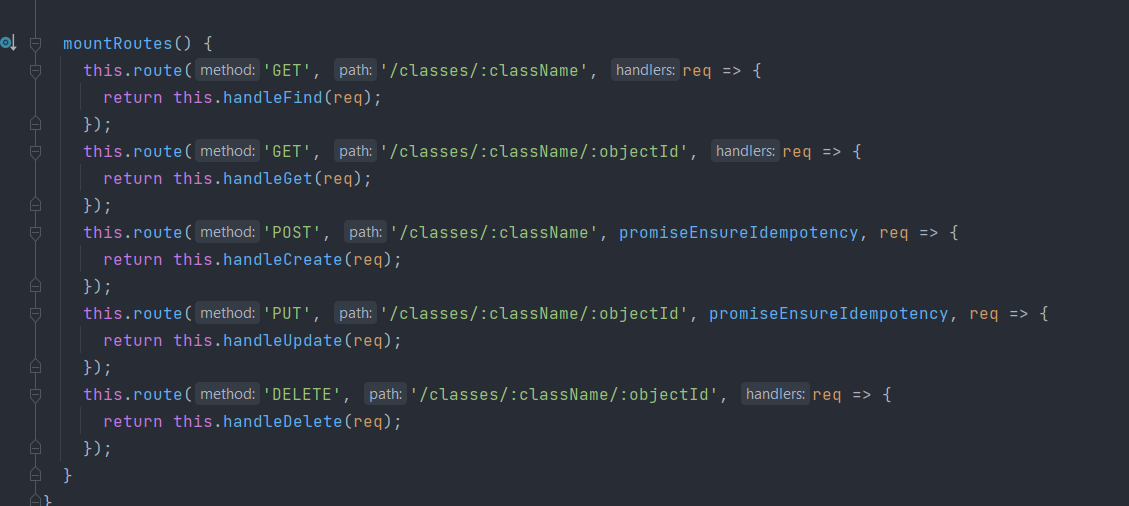 mountRoutes() {
this.route( method: 'GET', path: '/classes/:className', handlers: req => {
return this.handleFind(req);
});
this.route( method: 'GET', path: '/classes/:className/:objectId', handlers: req => {
return this.handleGet(req);
});
this.route( method: 'POST', path: '/classes/:className', promiseEnsureIdempotency, req => {
return this.handleCreate(req);
});
this.route( method: 'PUT', path: '/classes/:className/:objectId', promiseEnsureIdempotency, req => {
return this.handleUpdate(req);
});
this.route( method: 'DELETE', path: '/classes/:className/:objectId', handlers: req => {
return this.handleDelete(req);
});
}
}